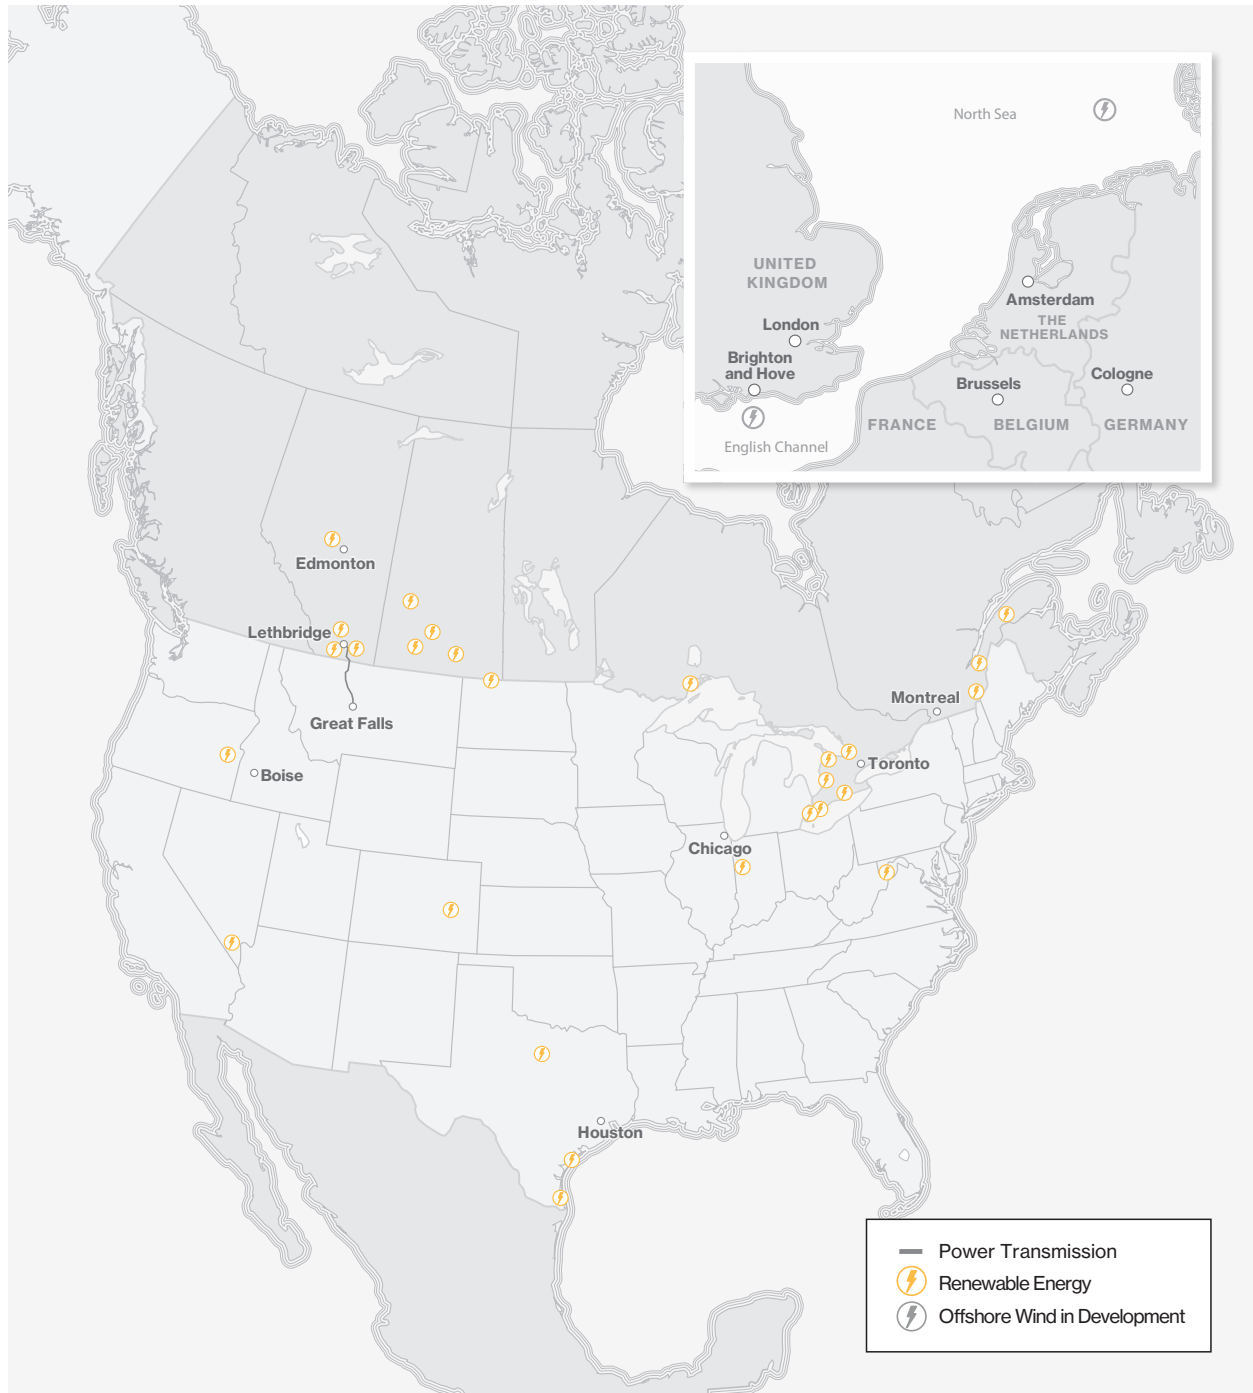 North Sea
UNITED
KINGDOM
Amsterdam
THE
NETHERLANDS
London
Brighton
and Hove
Brussels
Cologne
FRANCE
BELGIUM
GERMANY
English Channel
Edmonton
Lethbridge
Great Falls
Montreal
Boise
Toronto
Chicago
Houston
Power Transmission
Renewable Energy
Offshore Wind in Development